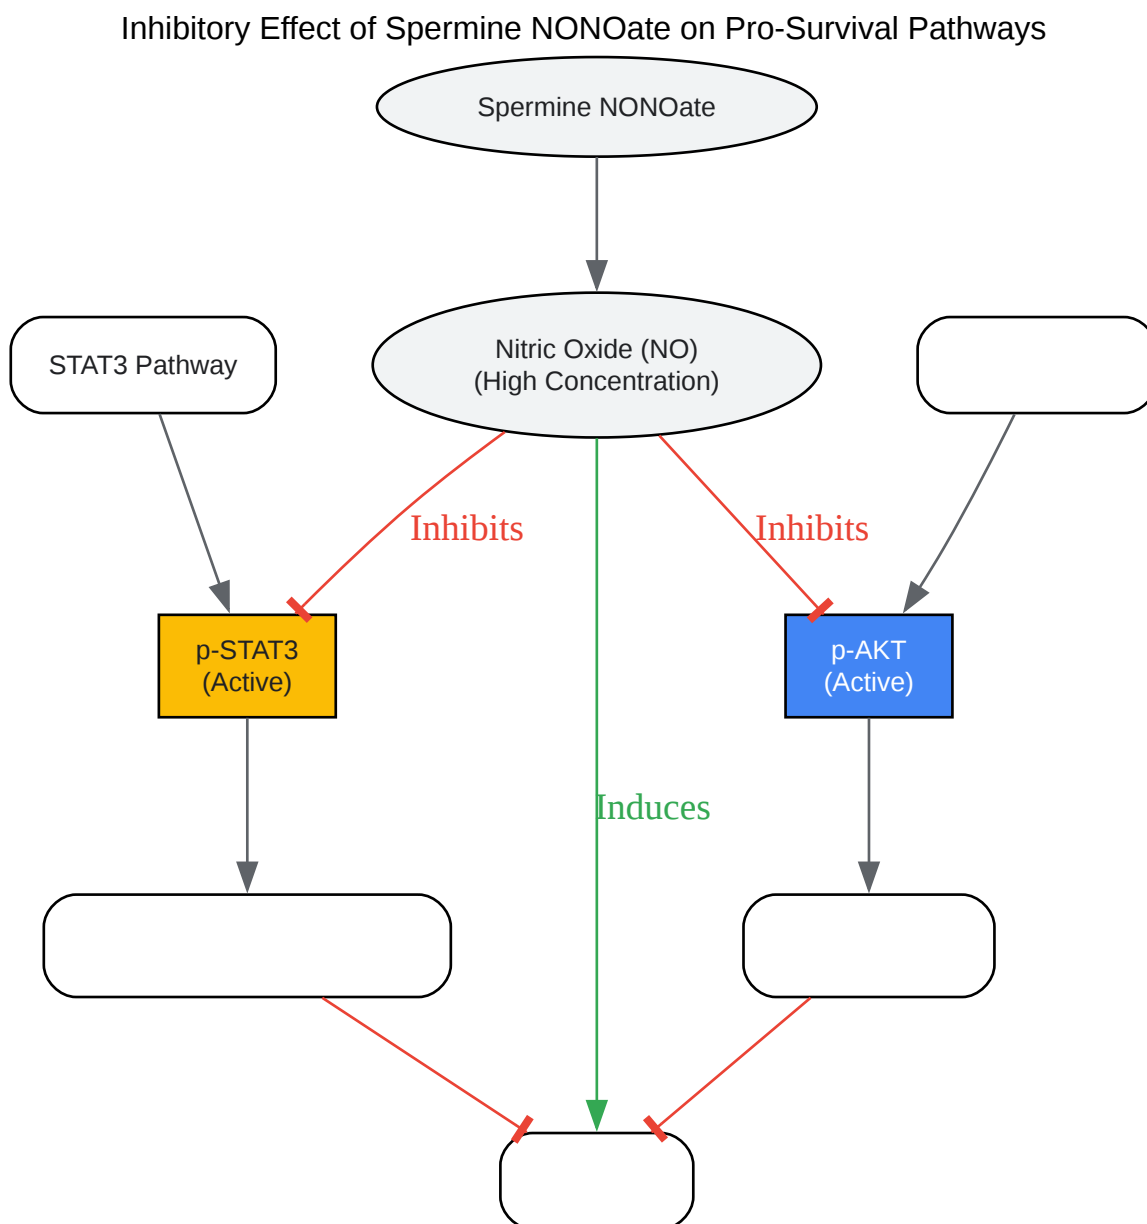 Inhibitory Effect of Spermine NONOate on Pro-Survival Pathways
Spermine NONOate
STAT3 Pathway
Nitric Oxide (NO)
(High Concentration)
Inhibits
Inhibits
p-STAT3
(Active)
p-AKT
(Active)
Induces